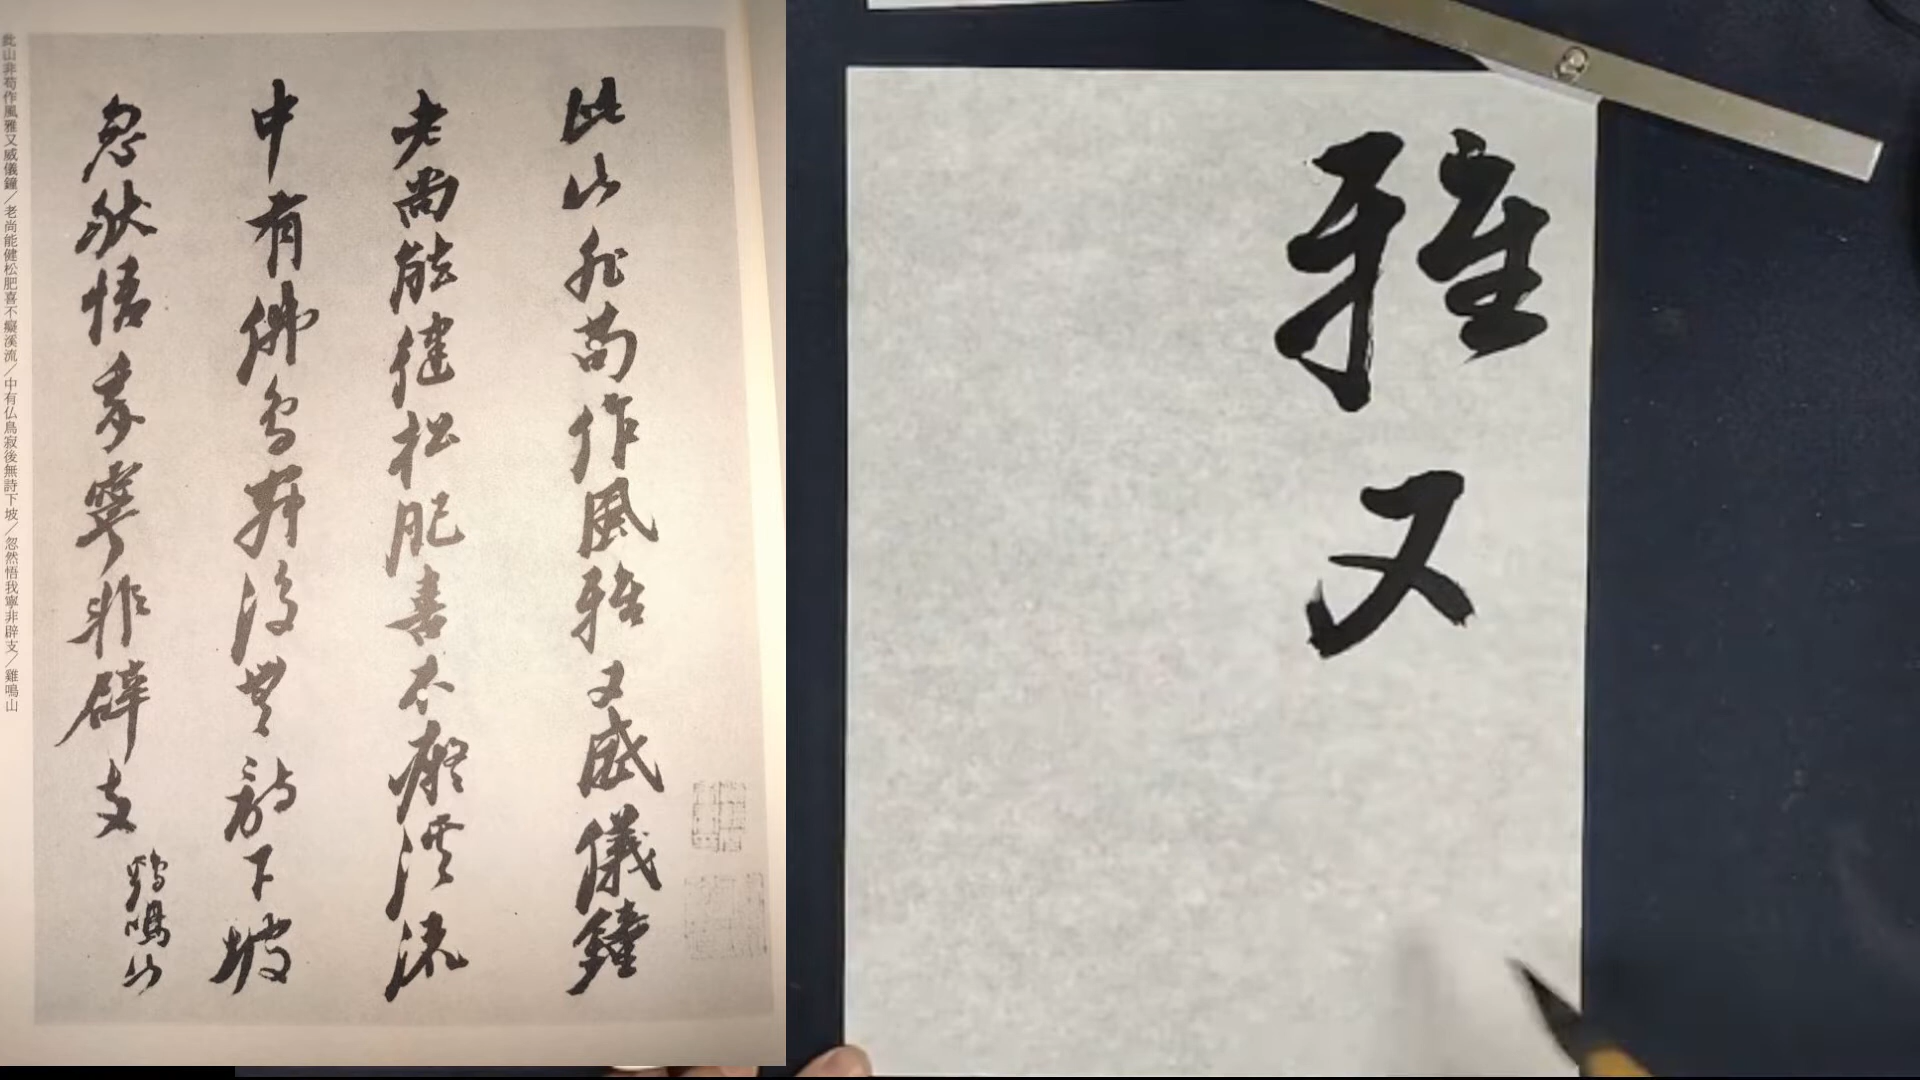 此山非苟作風雅又威儀鐘
老尚能健松肥喜不癡溪流
中有佛鳥寂後無詩下坡
忽然悟我寧非辟支
雞鳴山
此山非苟作風雅又威儀鐘／老尚能健松肥喜不癡溪流／中有仏鳥寂後無詩下坡／忽然悟我寧非辟支／雞鳴山
雅又